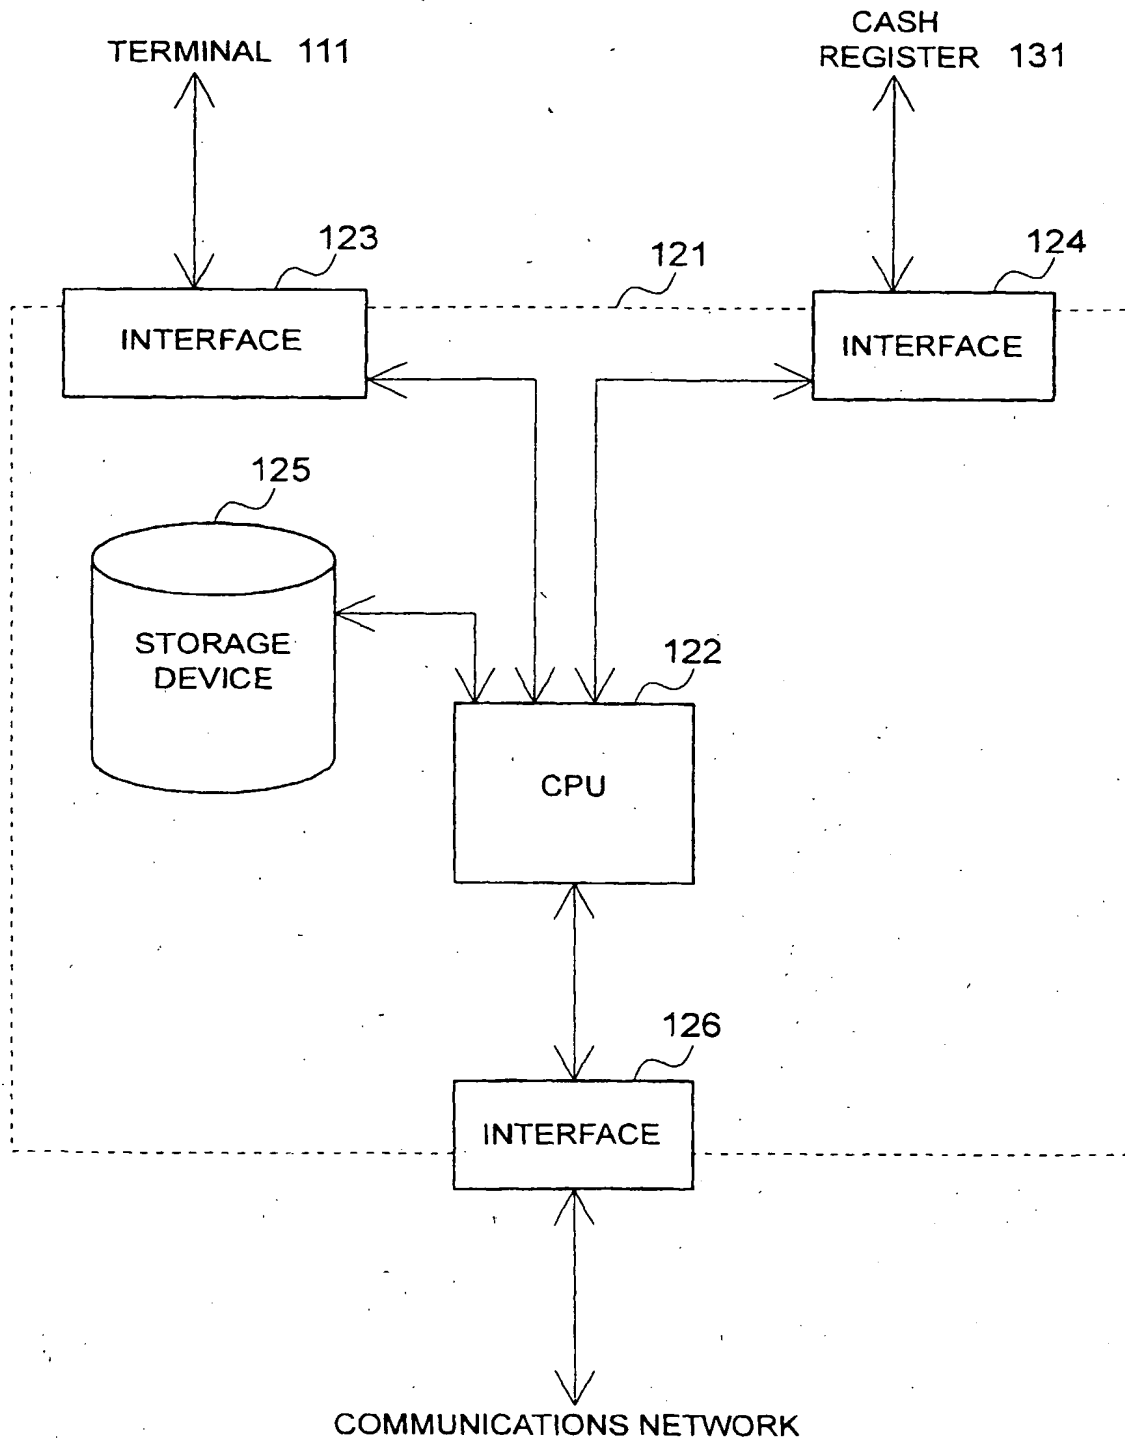 TERMINAL 111
CASH
REGISTER 131
123
121
124
INTERFACE
INTERFACE
125
STORAGE
DEVICE
122
CPU
126
INTERFACE
COMMUNICATIONS NETWORK